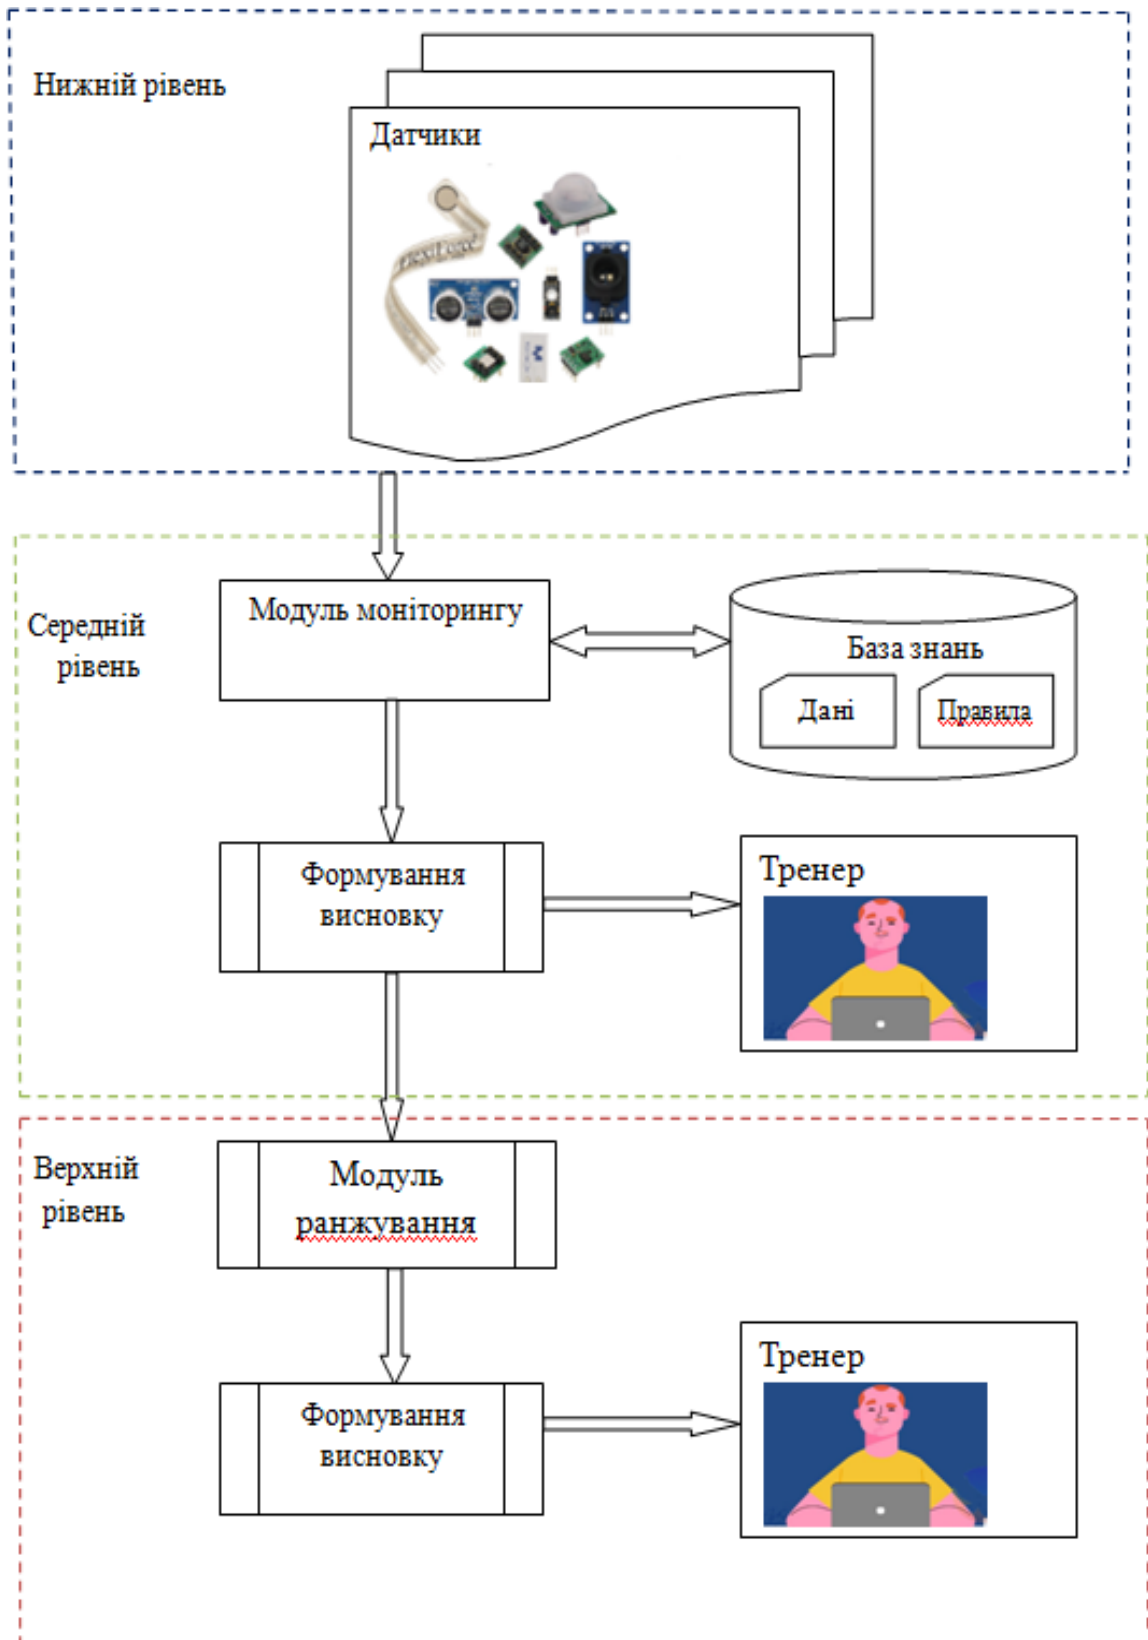 Нижній рівень
Датчики
FlexiForce
Модуль моніторингу
Середній
рівень
База знань
Дані
Правила
Формування
висновку
Тренер
Верхній
рівень
Модуль
ранжування
Формування
висновку
Тренер